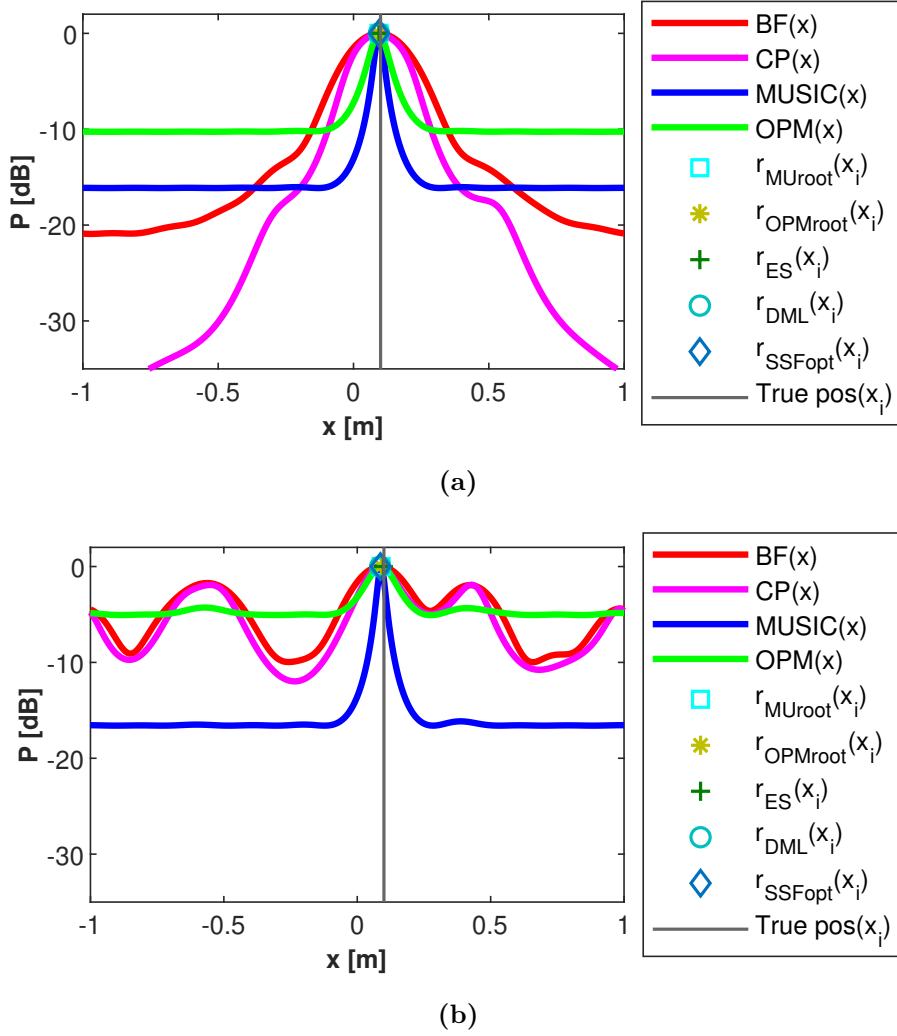 0
-10
-20
-30
P [dB]
-1
-0.5
0
0.5
1
x [m]
BF(x)
CP(x)
MUSIC(x)
OPM(x)
r_MUroot(x_i)
r_OPMroot(x_i)
r_ES(x_i)
r_DML(x_i)
r_SSFopt(x_i)
True pos(x_i)
(a)
0
-10
-20
-30
P [dB]
-1
-0.5
0
0.5
1
x [m]
BF(x)
CP(x)
MUSIC(x)
OPM(x)
r_MUroot(x_i)
r_OPMroot(x_i)
r_ES(x_i)
r_DML(x_i)
r_SSFopt(x_i)
True pos(x_i)
(b)